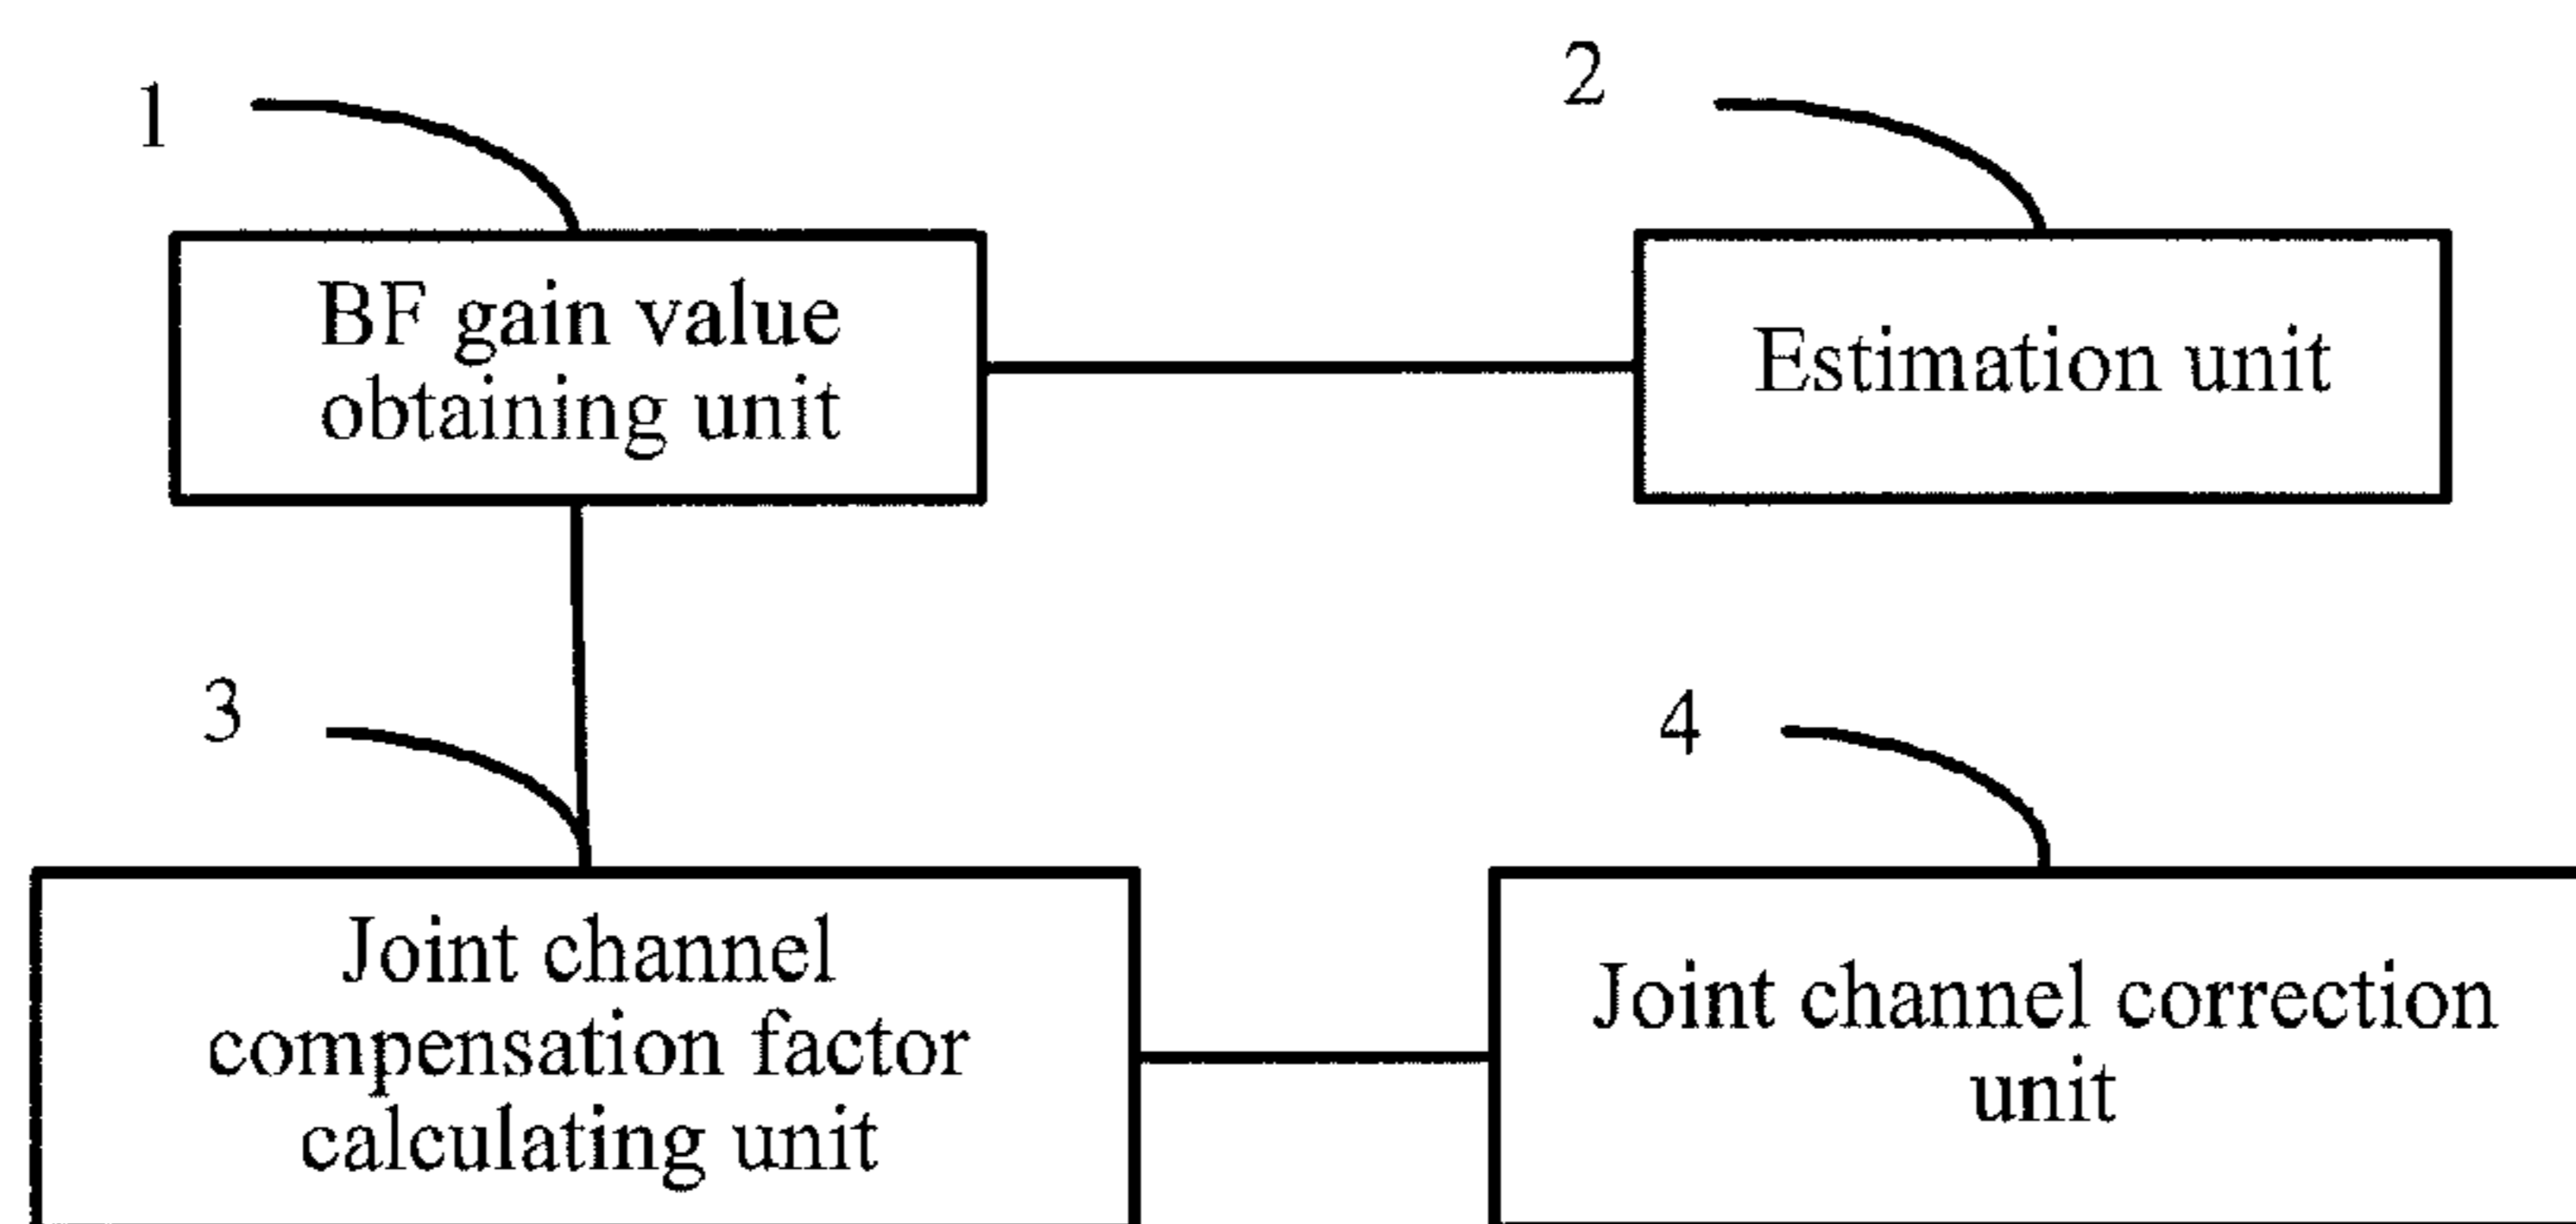 1
2
BF gain value
obtaining unit
Estimation unit
3
4
Joint channel
compensation factor
calculating unit
Joint channel correction
unit